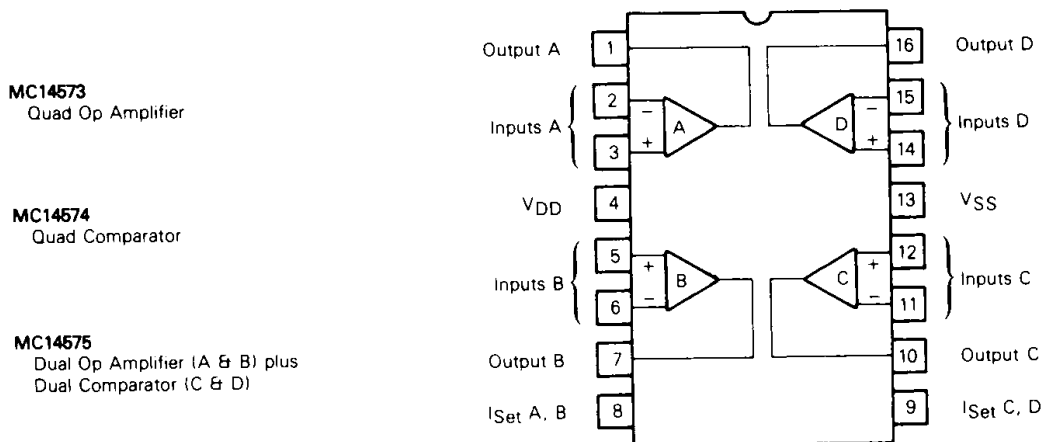 MC14573
Quad Op Amplifier
MC14574
Quad Comparator
MC14575
Dual Op Amplifier (A & B) plus
Dual Comparator (C & D)
Output A 1 16 Output D
2 − − 15
Inputs A A D Inputs D
3 + + 14
VDD 4 13 VSS
5 + + 12
Inputs B B C Inputs C
6 − − 11
Output B 7 10 Output C
ISet A, B 8 9 ISet C, D